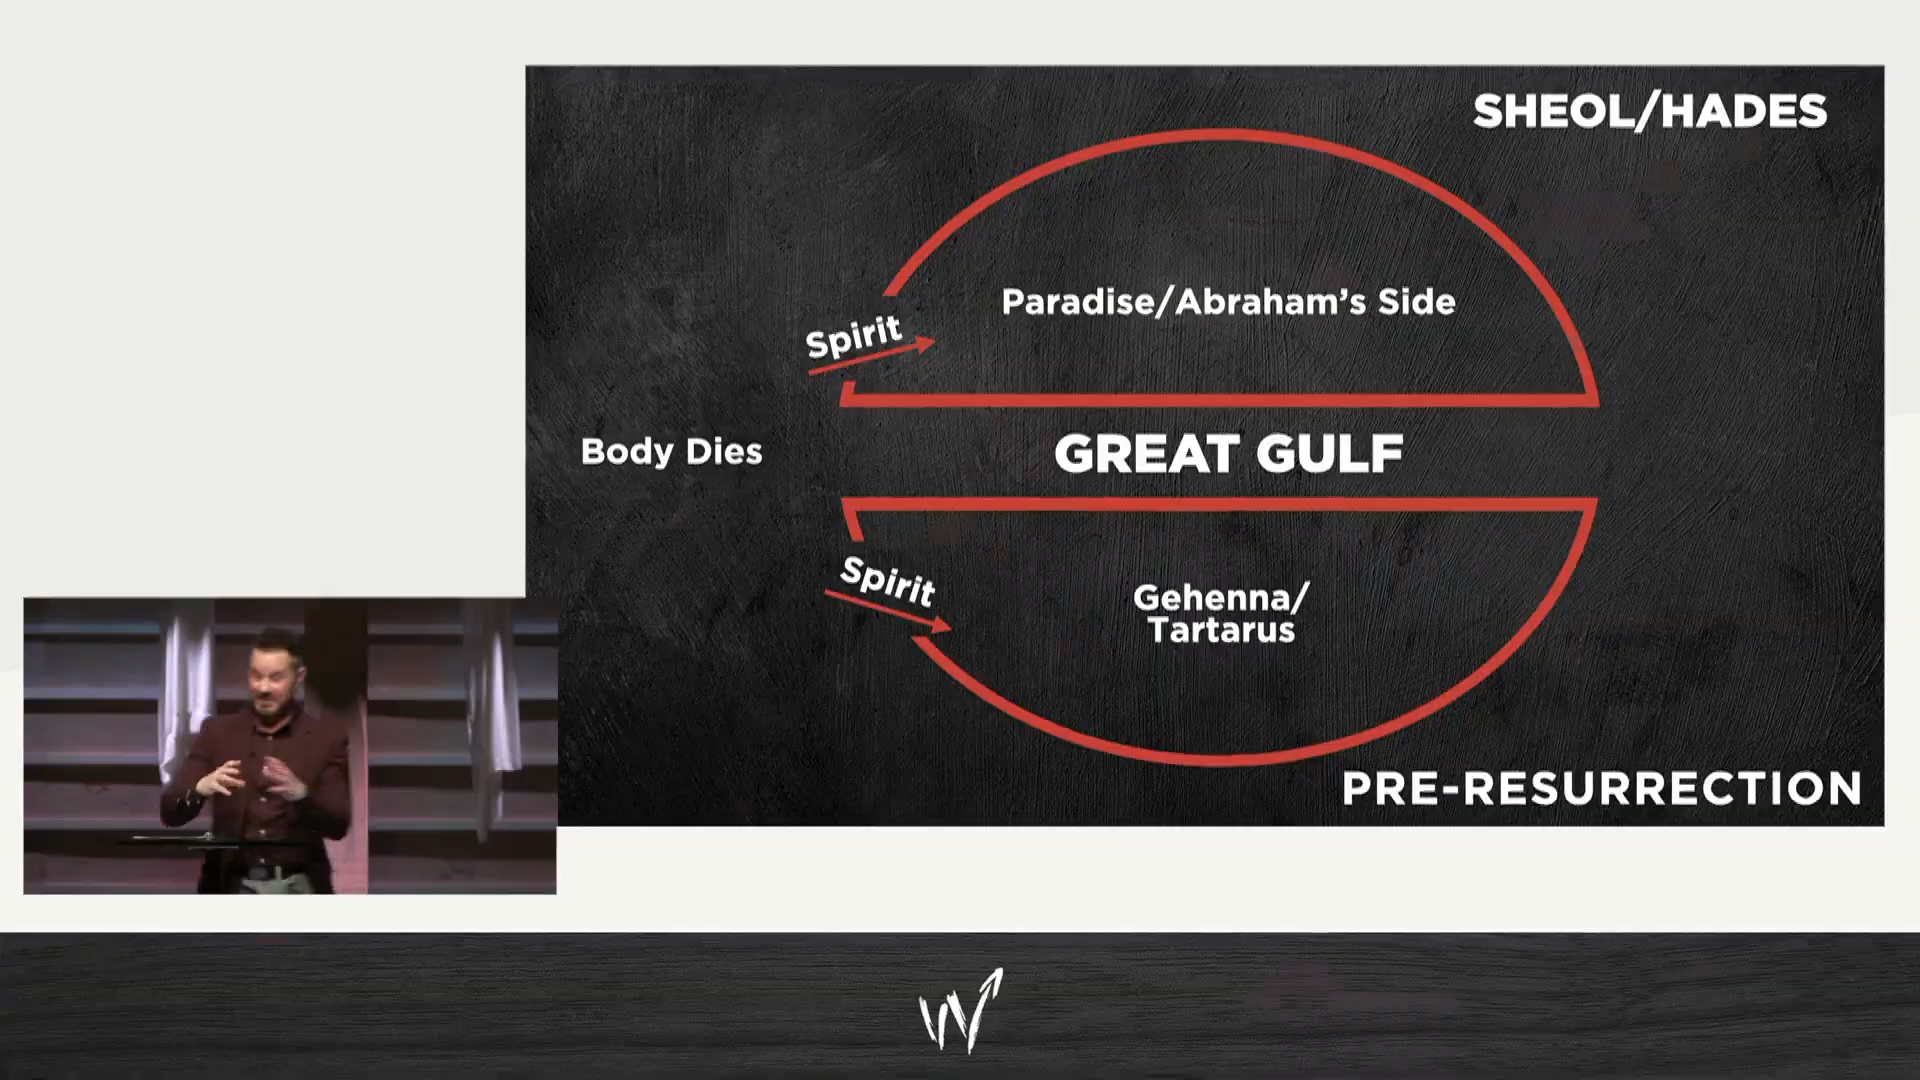 SHEOL/HADES
Paradise/Abraham's Side
Spirit
Body Dies
GREAT GULF
Spirit
Gehenna/
Tartarus
PRE-RESURRECTION